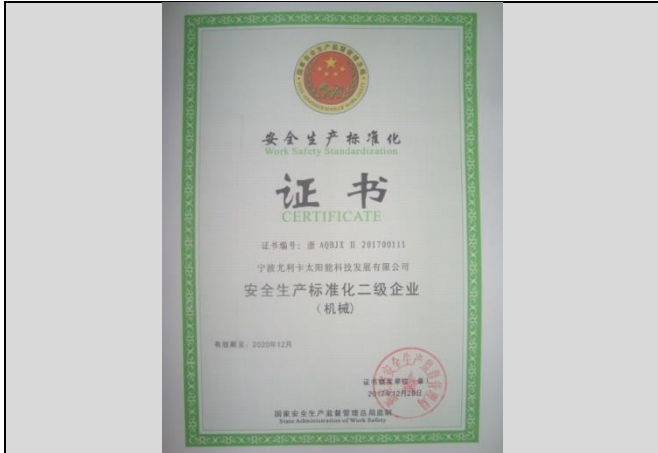 安全生产标准化
Work Safety Standardization
证书
CERTIFICATE
证书编号：浙 AQBJX II 201700111
宁波尤利卡太阳能科技发展有限公司
安全生产标准化二级企业
（机械）
有效期至：2020年12月
2017年12月29日
国家安全生产监督管理总局监制
State Administration of Work Safety